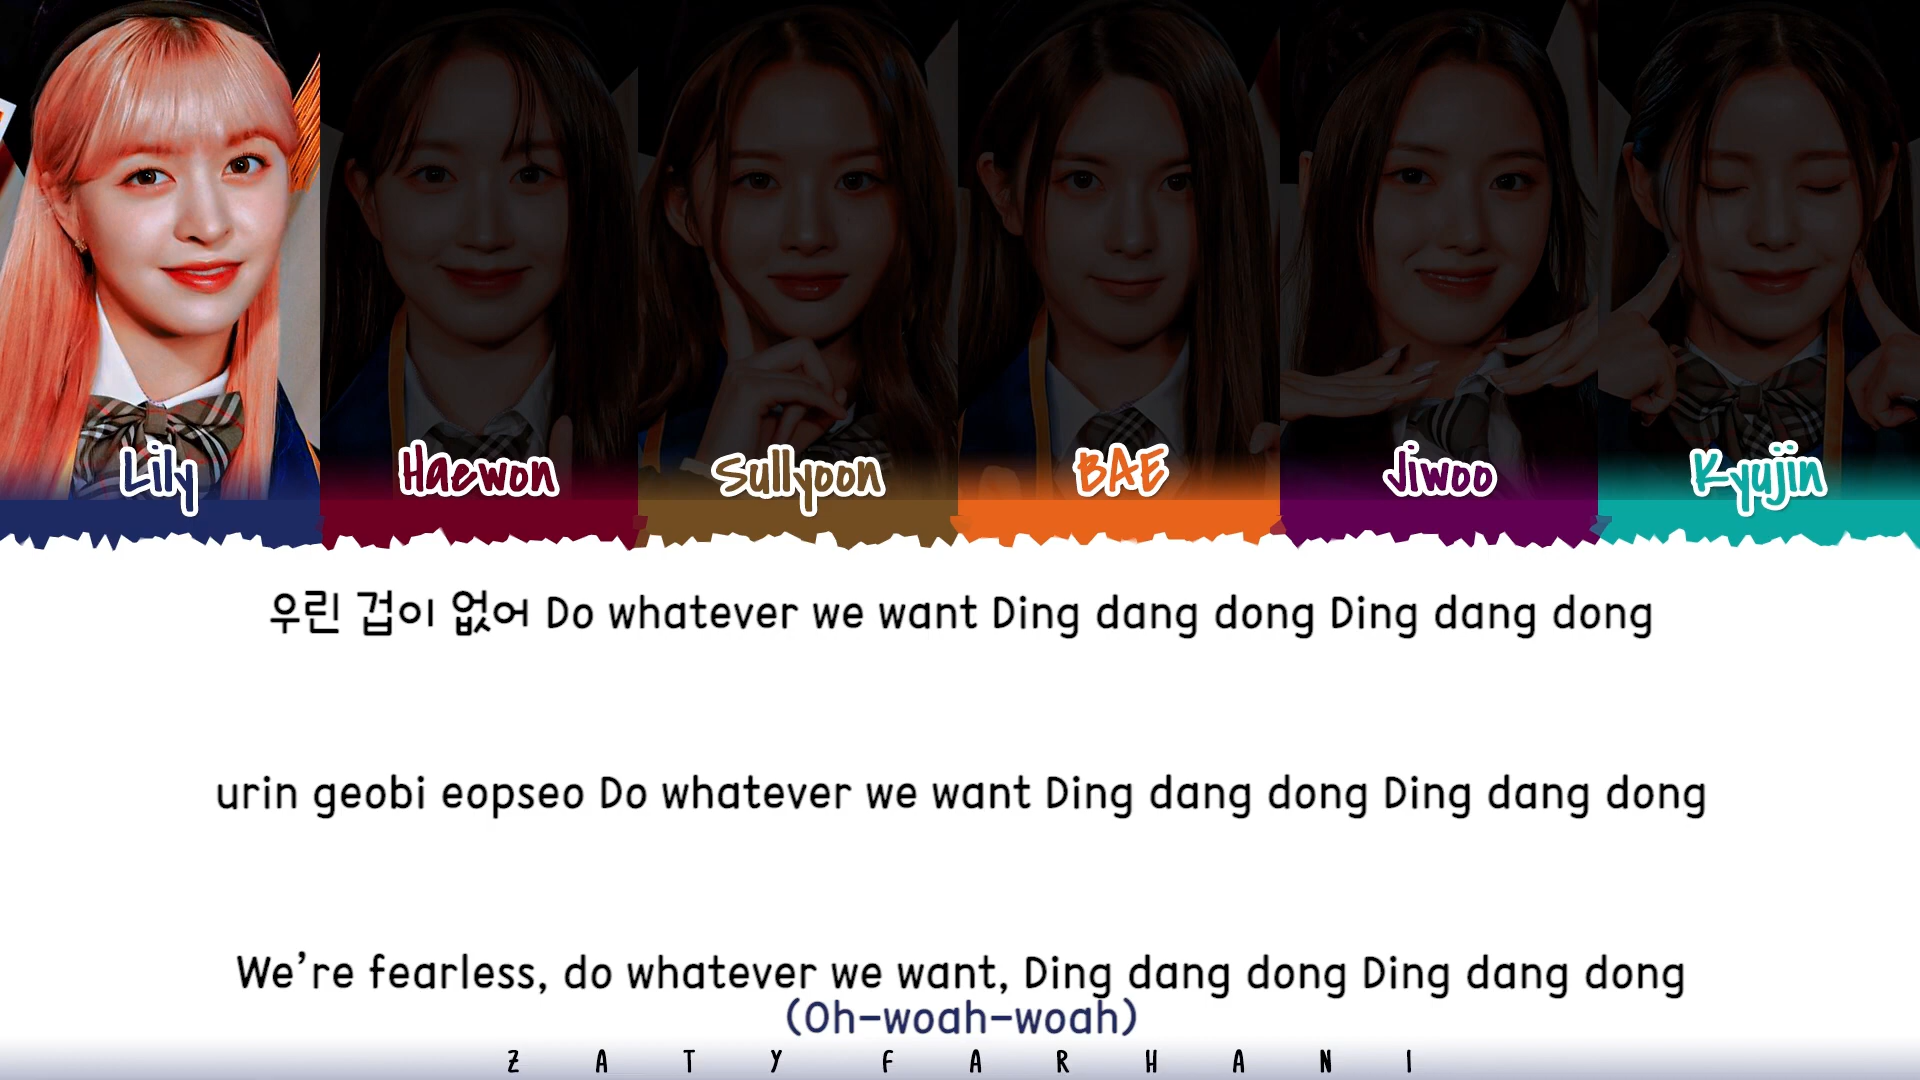 Lily Haewon Sullyoon BAE Jiwoo Kyujin
우린 겁이 없어 Do whatever we want Ding dang dong Ding dang dong
urin geobi eopseo Do whatever we want Ding dang dong Ding dang dong
We’re fearless, do whatever we want, Ding dang dong Ding dang dong
(Oh-woah-woah)
ZATY FARHANI